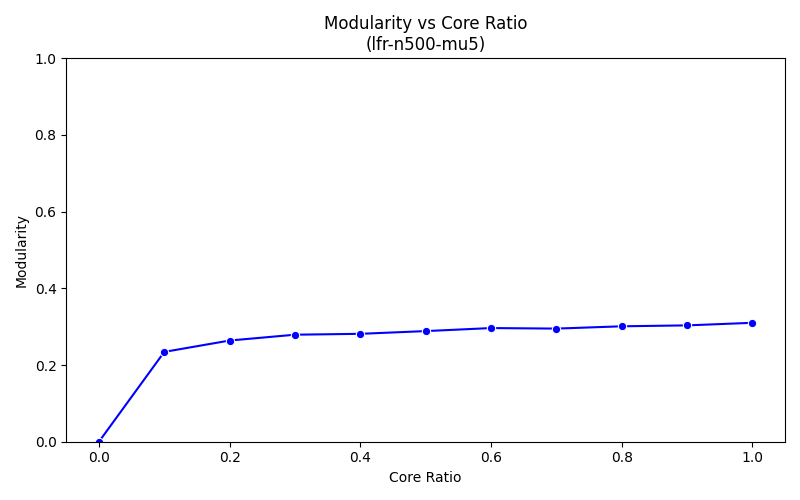 Modularity vs Core Ratio
(lfr-n500-mu5)
1.0
0.8
0.6
0.4
0.2
0.0
Modularity
0.0 0.2 0.4 0.6 0.8 1.0
Core Ratio